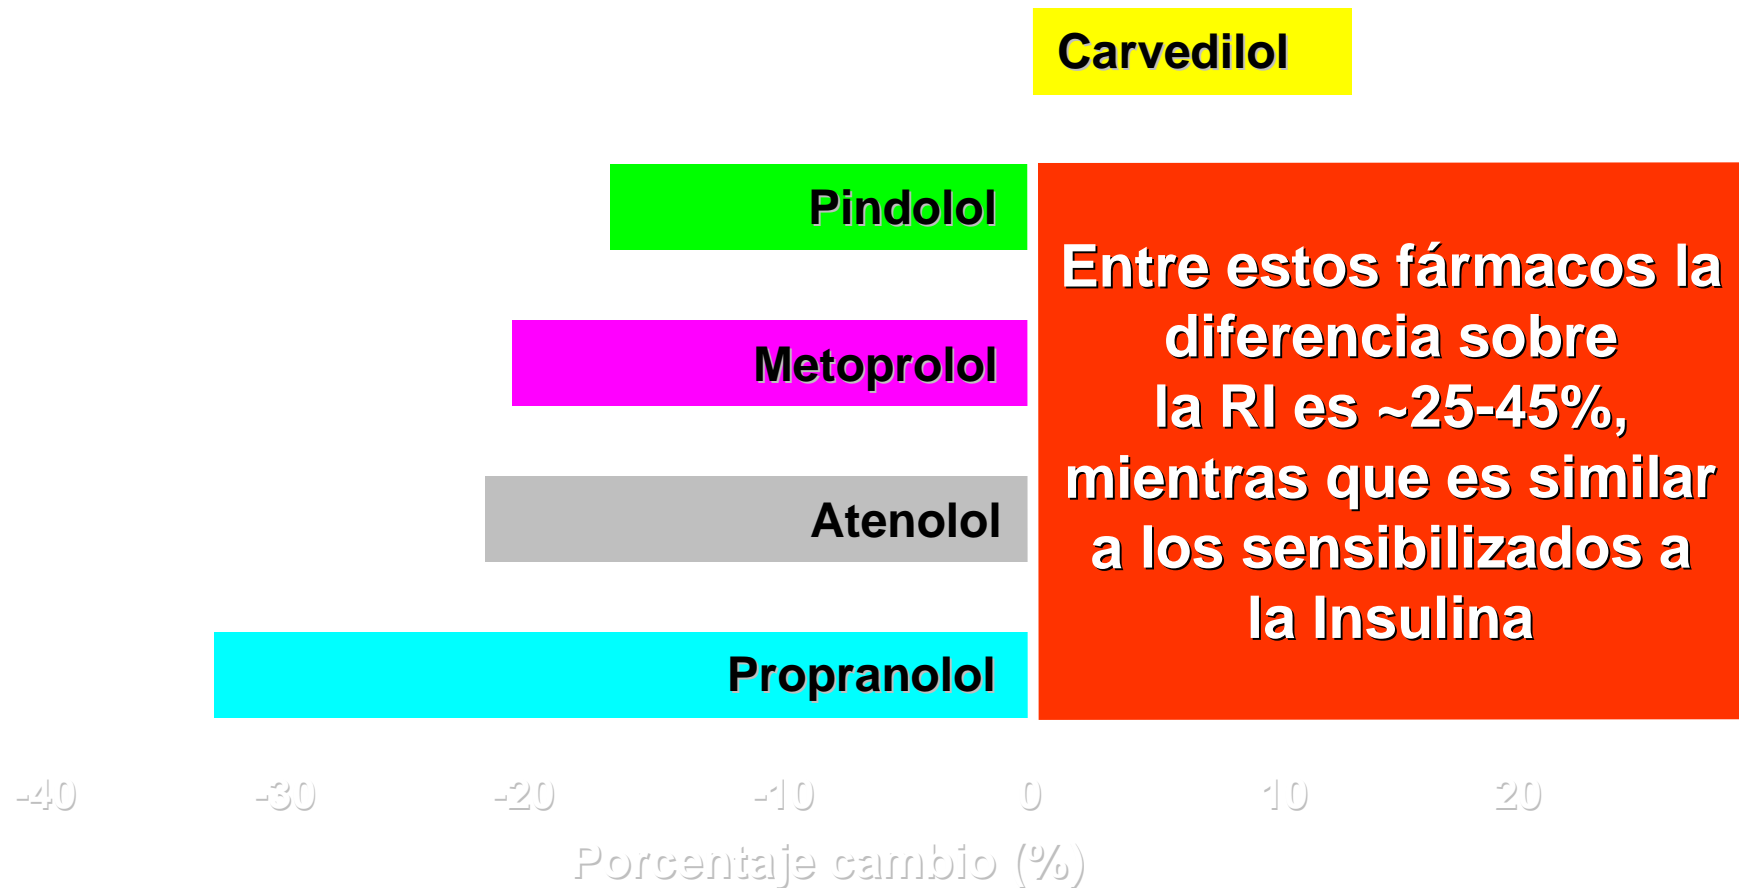 Carvedilol
Pindolol
Metoprolol
Atenolol
Propranolol
Entre estos fármacos la
diferencia sobre
la RI es ~25-45%,
mientras que es similar
a los sensibilizados a
la Insulina
-40 -30 -20 -10 0 10 20
Porcentaje cambio (%)